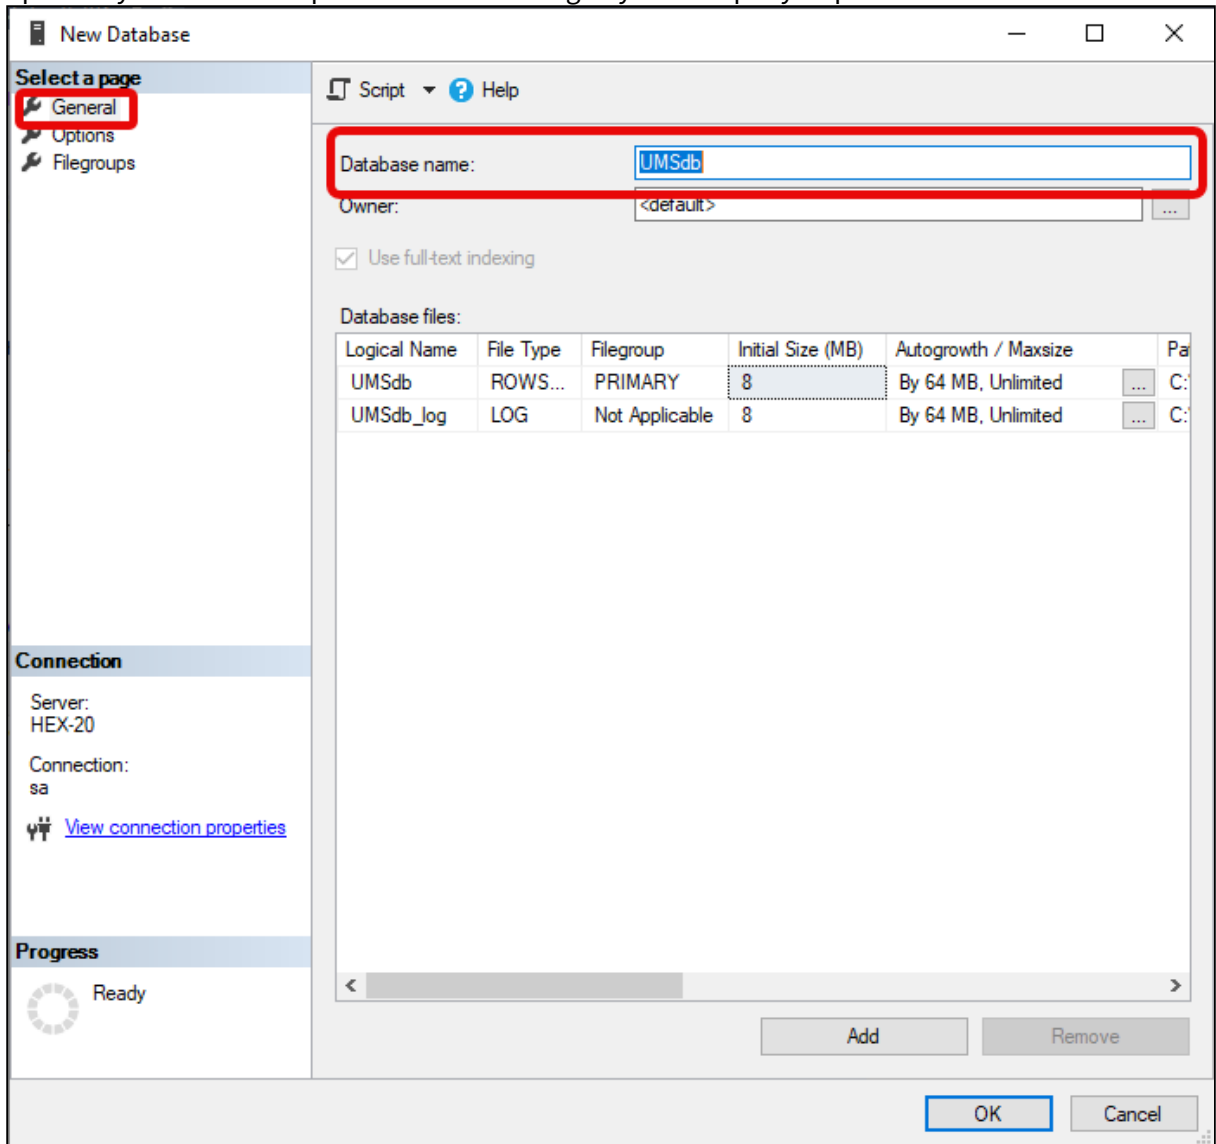 New Database
Select a page
General
Options
Filegroups
Script Help
Database name: UMSdb
Owner: <default> ...
Use full-text indexing
Database files:
Logical Name File Type Filegroup Initial Size (MB) Autogrowth / Maxsize
UMSdb ROWS... PRIMARY 8 By 64 MB, Unlimited ... C:\
UMSdb_log LOG Not Applicable 8 By 64 MB, Unlimited ... C:\
Connection
Server:
HEX-20
Connection:
sa
View connection properties
Progress
Ready
Add Remove
OK Cancel